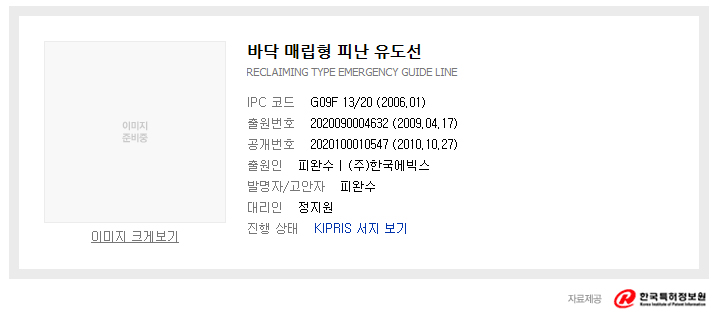 바닥 매립형 피난 유도선
RECLAIMING TYPE EMERGENCY GUIDE LINE
이미지
준비중
IPC 코드 G09F 13/20 (2006.01)
출원번호 2020090004632 (2009.04.17)
공개번호 2020100010547 (2010.10.27)
출원인 피완수 | (주)한국에빅스
발명자/고안자 피완수
대리인 정지원
진행 상태 KIPRIS 서지 보기
이미지 크게보기
자료제공 한국특허정보원
Korea Institute of Patent Information